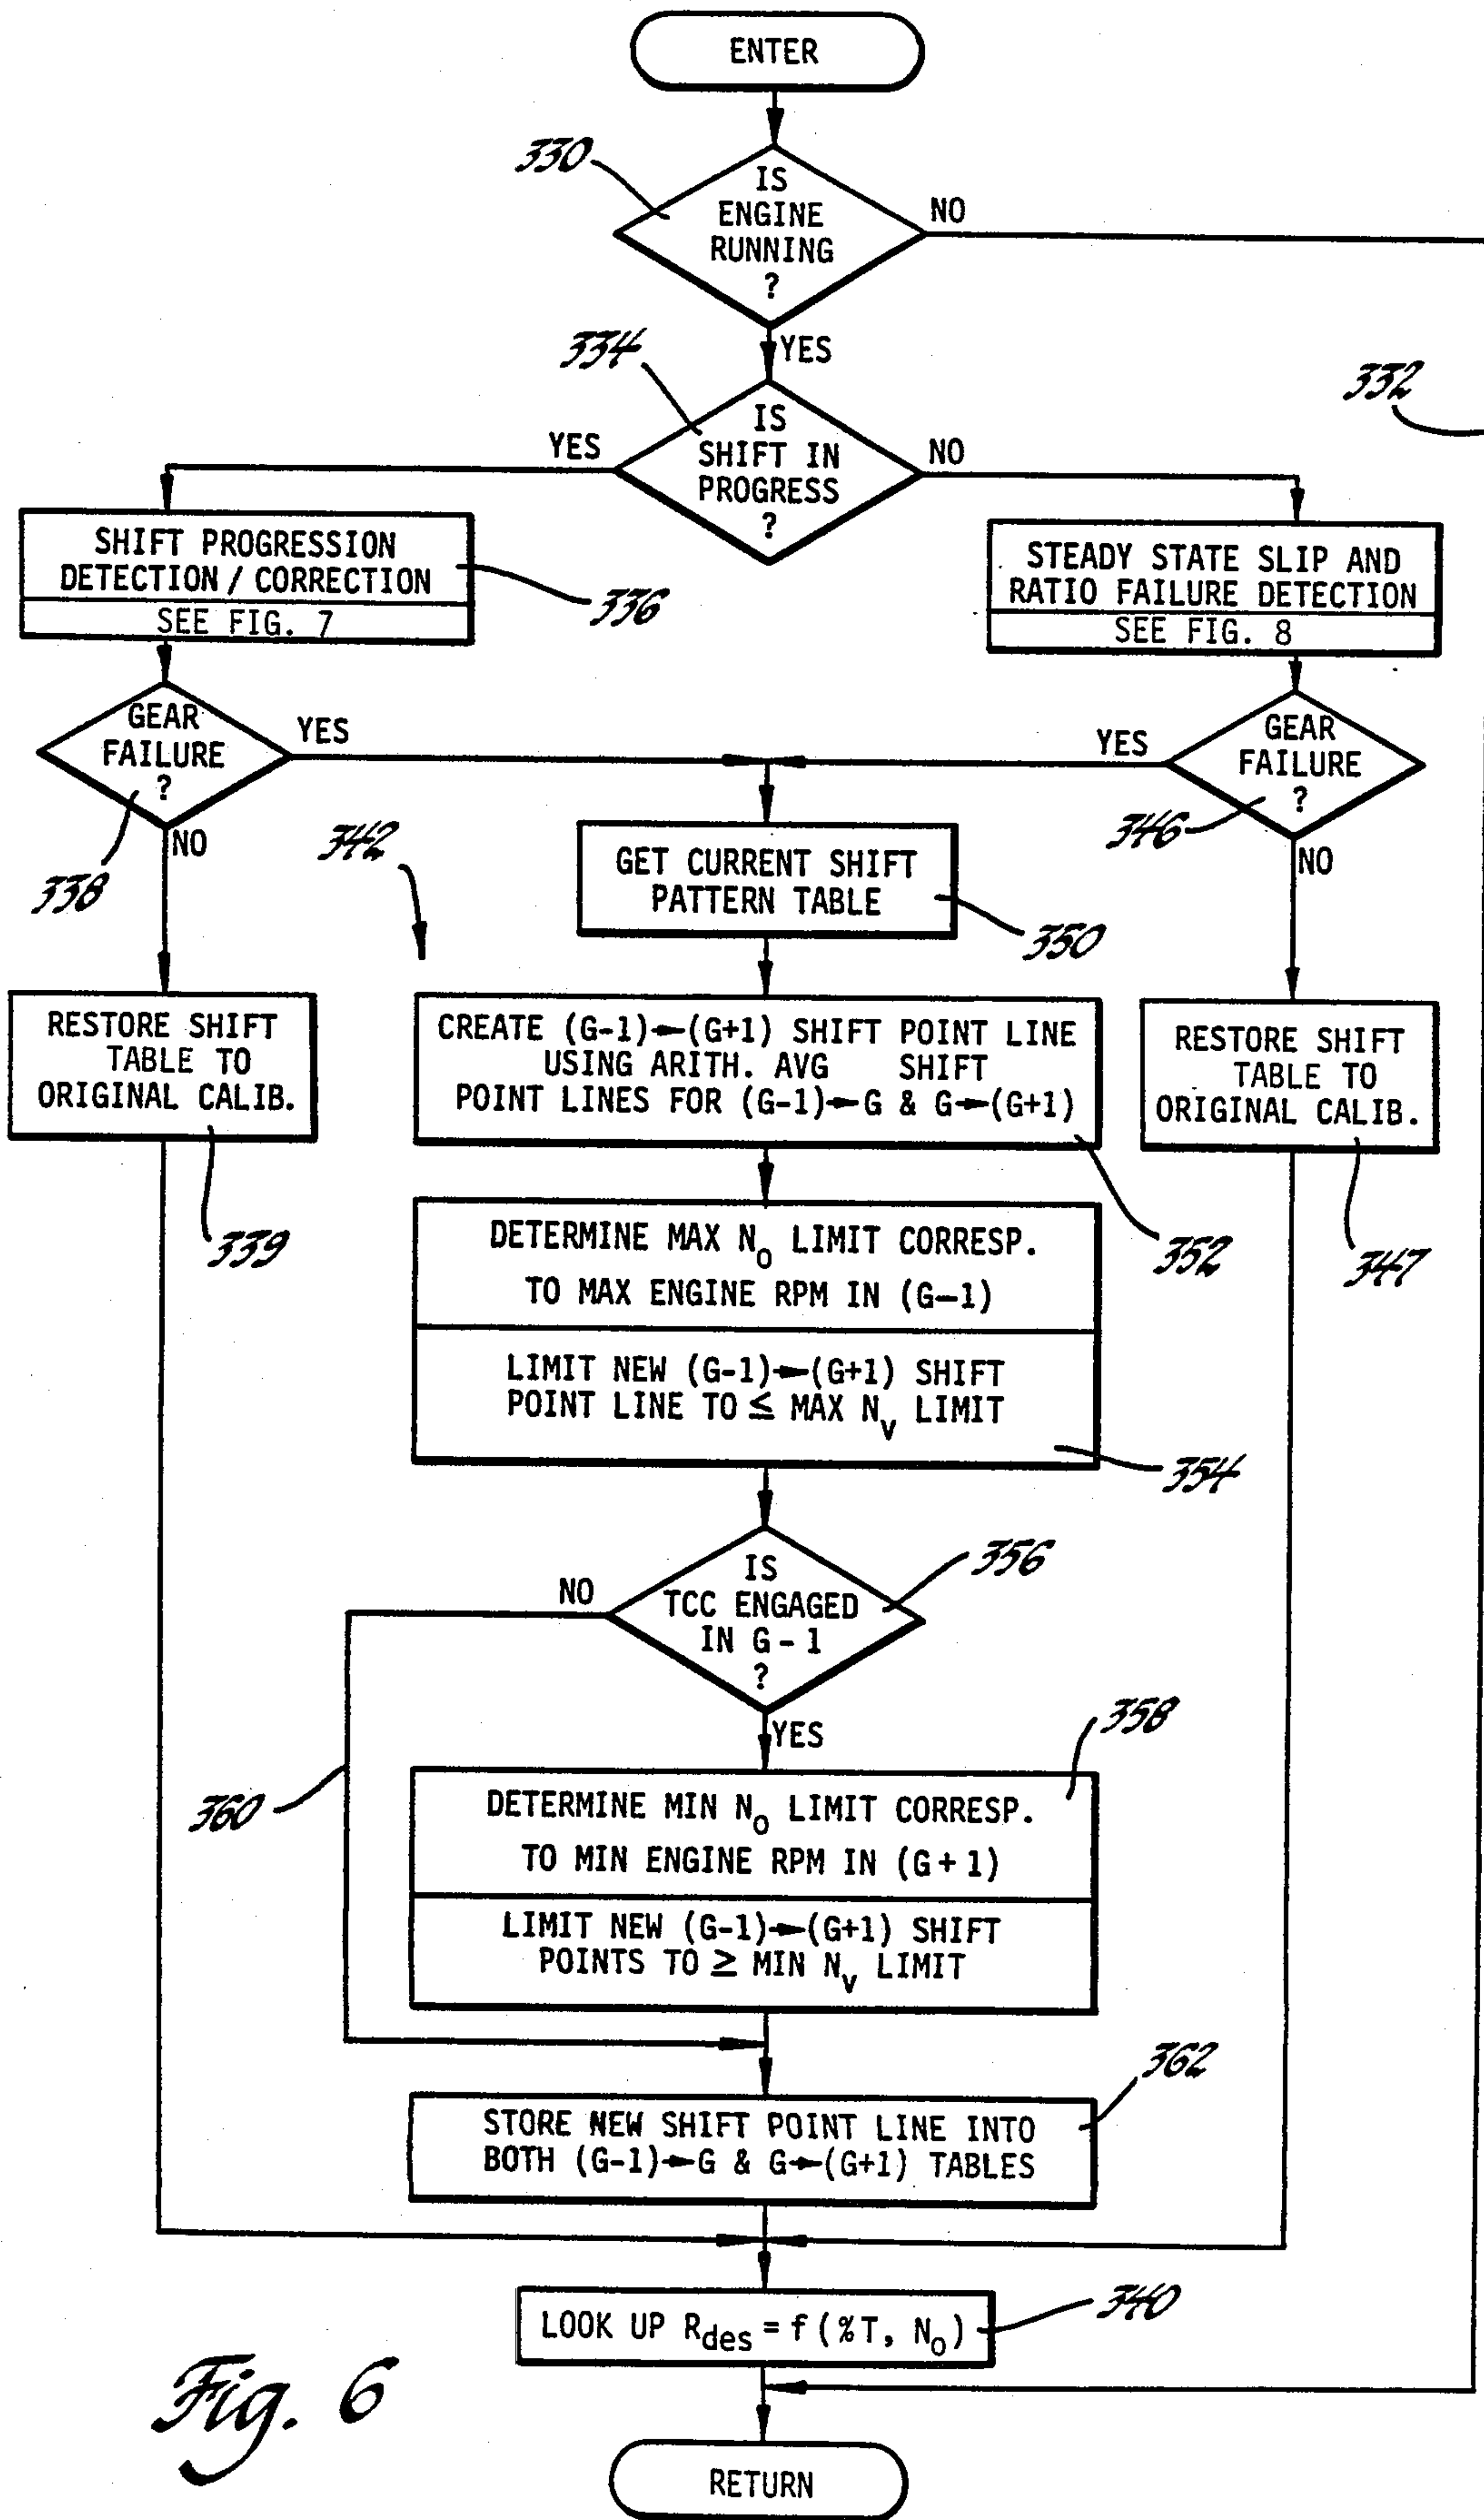 ENTER
330
IS
ENGINE
RUNNING
?
NO
YES
332
334
IS
SHIFT IN
PROGRESS
?
YES
NO
SHIFT PROGRESSION
DETECTION / CORRECTION
SEE FIG. 7
336
STEADY STATE SLIP AND
RATIO FAILURE DETECTION
SEE FIG. 8
GEAR
FAILURE
?
YES
NO
338
GEAR
FAILURE
?
YES
NO
346
342
GET CURRENT SHIFT
PATTERN TABLE
350
RESTORE SHIFT
TABLE TO
ORIGINAL CALIB.
339
CREATE (G-1)→(G+1) SHIFT POINT LINE
USING ARITH. AVG SHIFT
POINT LINES FOR (G-1)→G & G→(G+1)
352
RESTORE SHIFT
TABLE TO
ORIGINAL CALIB.
347
DETERMINE MAX No LIMIT CORRESP.
TO MAX ENGINE RPM IN (G-1)
LIMIT NEW (G-1)→(G+1) SHIFT
POINT LINE TO ≤ MAX Nv LIMIT
354
IS
TCC ENGAGED
IN G-1
?
356
NO
YES
358
360
DETERMINE MIN No LIMIT CORRESP.
TO MIN ENGINE RPM IN (G+1)
LIMIT NEW (G-1)→(G+1) SHIFT
POINTS TO ≥ MIN Nv LIMIT
362
STORE NEW SHIFT POINT LINE INTO
BOTH (G-1)→G & G→(G+1) TABLES
LOOK UP Rdes = f (%T, No)
340
Fig. 6
RETURN